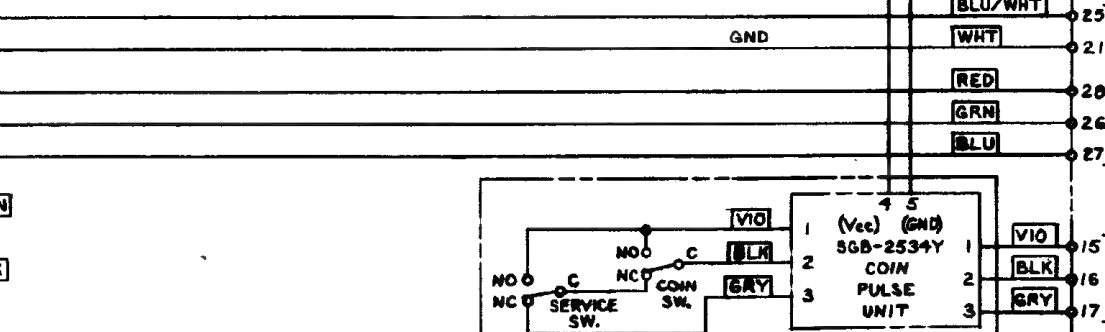 BLU/WHT 25
GND WHT 21
RED 28
GRN 26
BLU 27
N
4 5
VIO 1 (Vcc) (GND)
SGB-2534Y 1 VIO 15
NO C BLK 2 COIN
NO C NC COIN SW. GRY 3 PULSE 2 BLK 16
NC SERVICE SW. UNIT 3 GRY 17